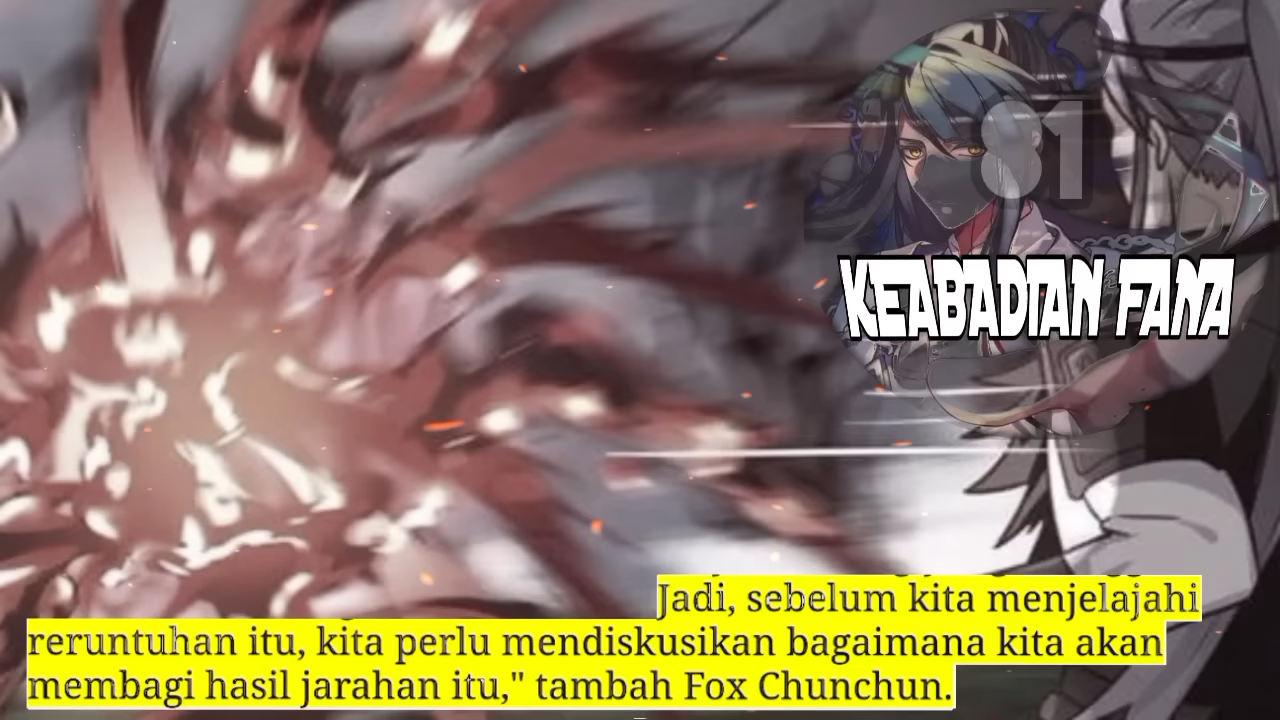 81
KEABADIAN FANA
Jadi, sebelum kita menjelajahi
reruntuhan itu, kita perlu mendiskusikan bagaimana kita akan
membagi hasil jarahan itu," tambah Fox Chunchun.